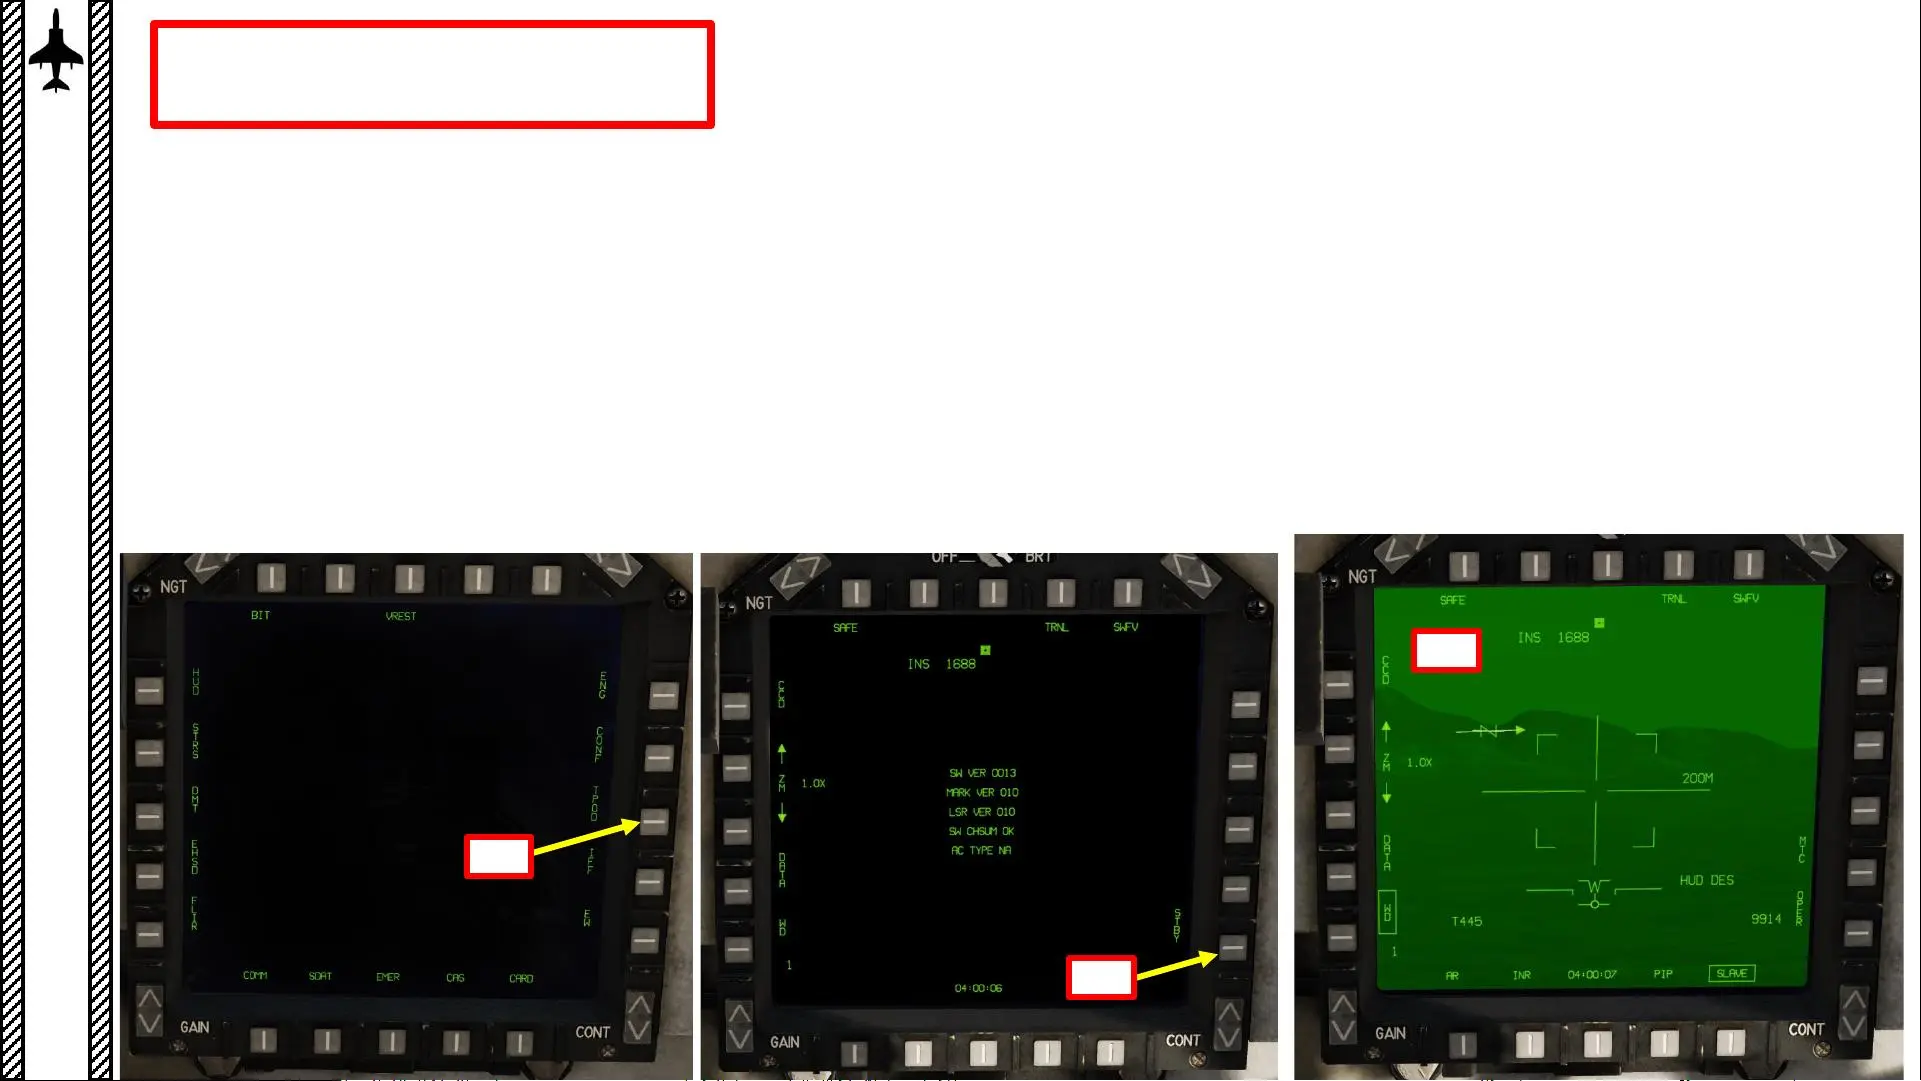 NGT
BIT
VREST
HUD
STRS
DMT
EHSD
FLIR
ENG
CONF
TPOD
IFF
EW
COMM
SDAT
EMER
CAS
CARD
GAIN
CONT
OFF
BRT
NGT
SAFE
TRNL
SWFV
INS 1688
CCD
ZM
1.0X
DATA
WD
1
SW VER 0013
MARK VER 010
LSR VER 010
SW CHSUM OK
AC TYPE NA
STBY
04:00:06
GAIN
CONT
NGT
SAFE
TRNL
SWFV
INS 1688
CCD
N
ZM
1.0X
200M
DATA
MTC
HUD DES
W
WD
T445
9914
OPER
1
AR
INR
04:00:07
PIP
SLAVE
GAIN
CONT